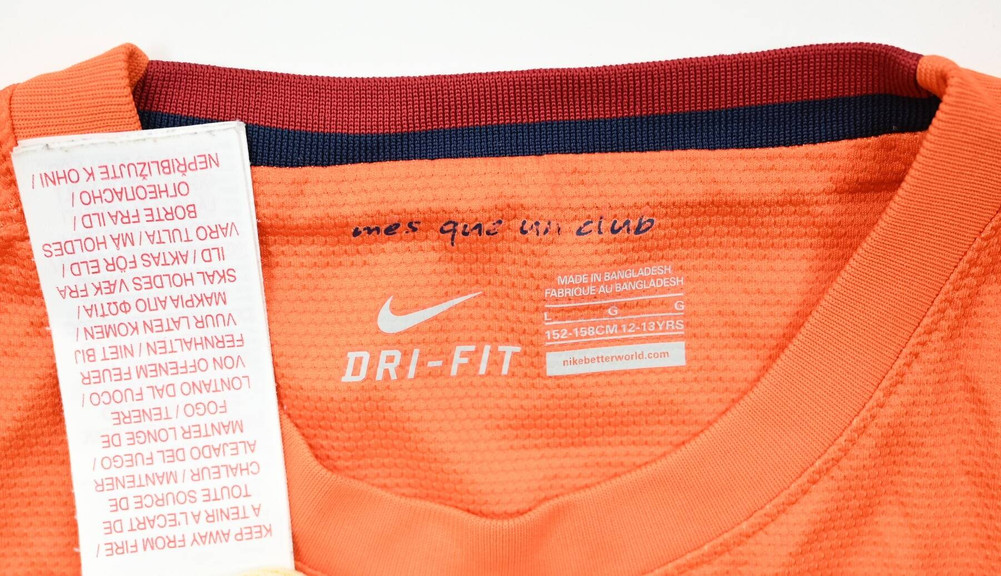 mes que un club
DRI-FIT
MADE IN BANGLADESH
FABRIQUE AU BANGLADESH
L G G
152-158CM 12-13YRS
nikebetterworld.com
KEEP AWAY FROM FIRE /
A TENIR A L'ECART DE
TOUTE SOURCE DE
CHALEUR / MANTENER
ALEJADO DEL FUEGO /
MANTER LONGE DE
FOGO / TENERE
LONTANO DAL FUOCO /
VON OFFENEM FEUER
FERNHALTEN / NIET BIJ
VUUR LATEN KOMEN /
ΜΑΚΡΙΑ ΑΠΟ ΦΩΤΙΑ /
SKAL HOLDES VÆK FRA
ILD / AKTAS FÖR ELD /
VARO TULTA / MÅ HOLDES
BORTE FRA ILD /
ОГНЕОПАСНО /
NEPŘIBLIŽUJTE K OHNI /